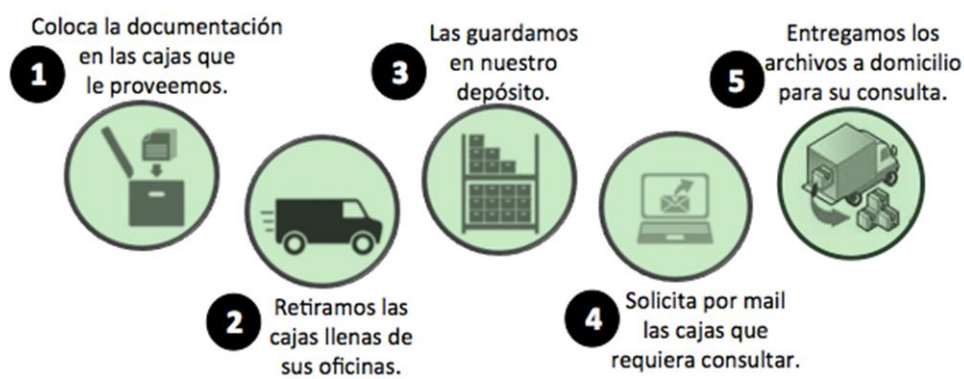 1
Coloca la documentación
en las cajas que
le proveemos.
2
Retiramos las
cajas llenas de
sus oficinas.
3
Las guardamos
en nuestro
depósito.
4
Solicita por mail
las cajas que
requiera consultar.
5
Entregamos los
archivos a domicilio
para su consulta.